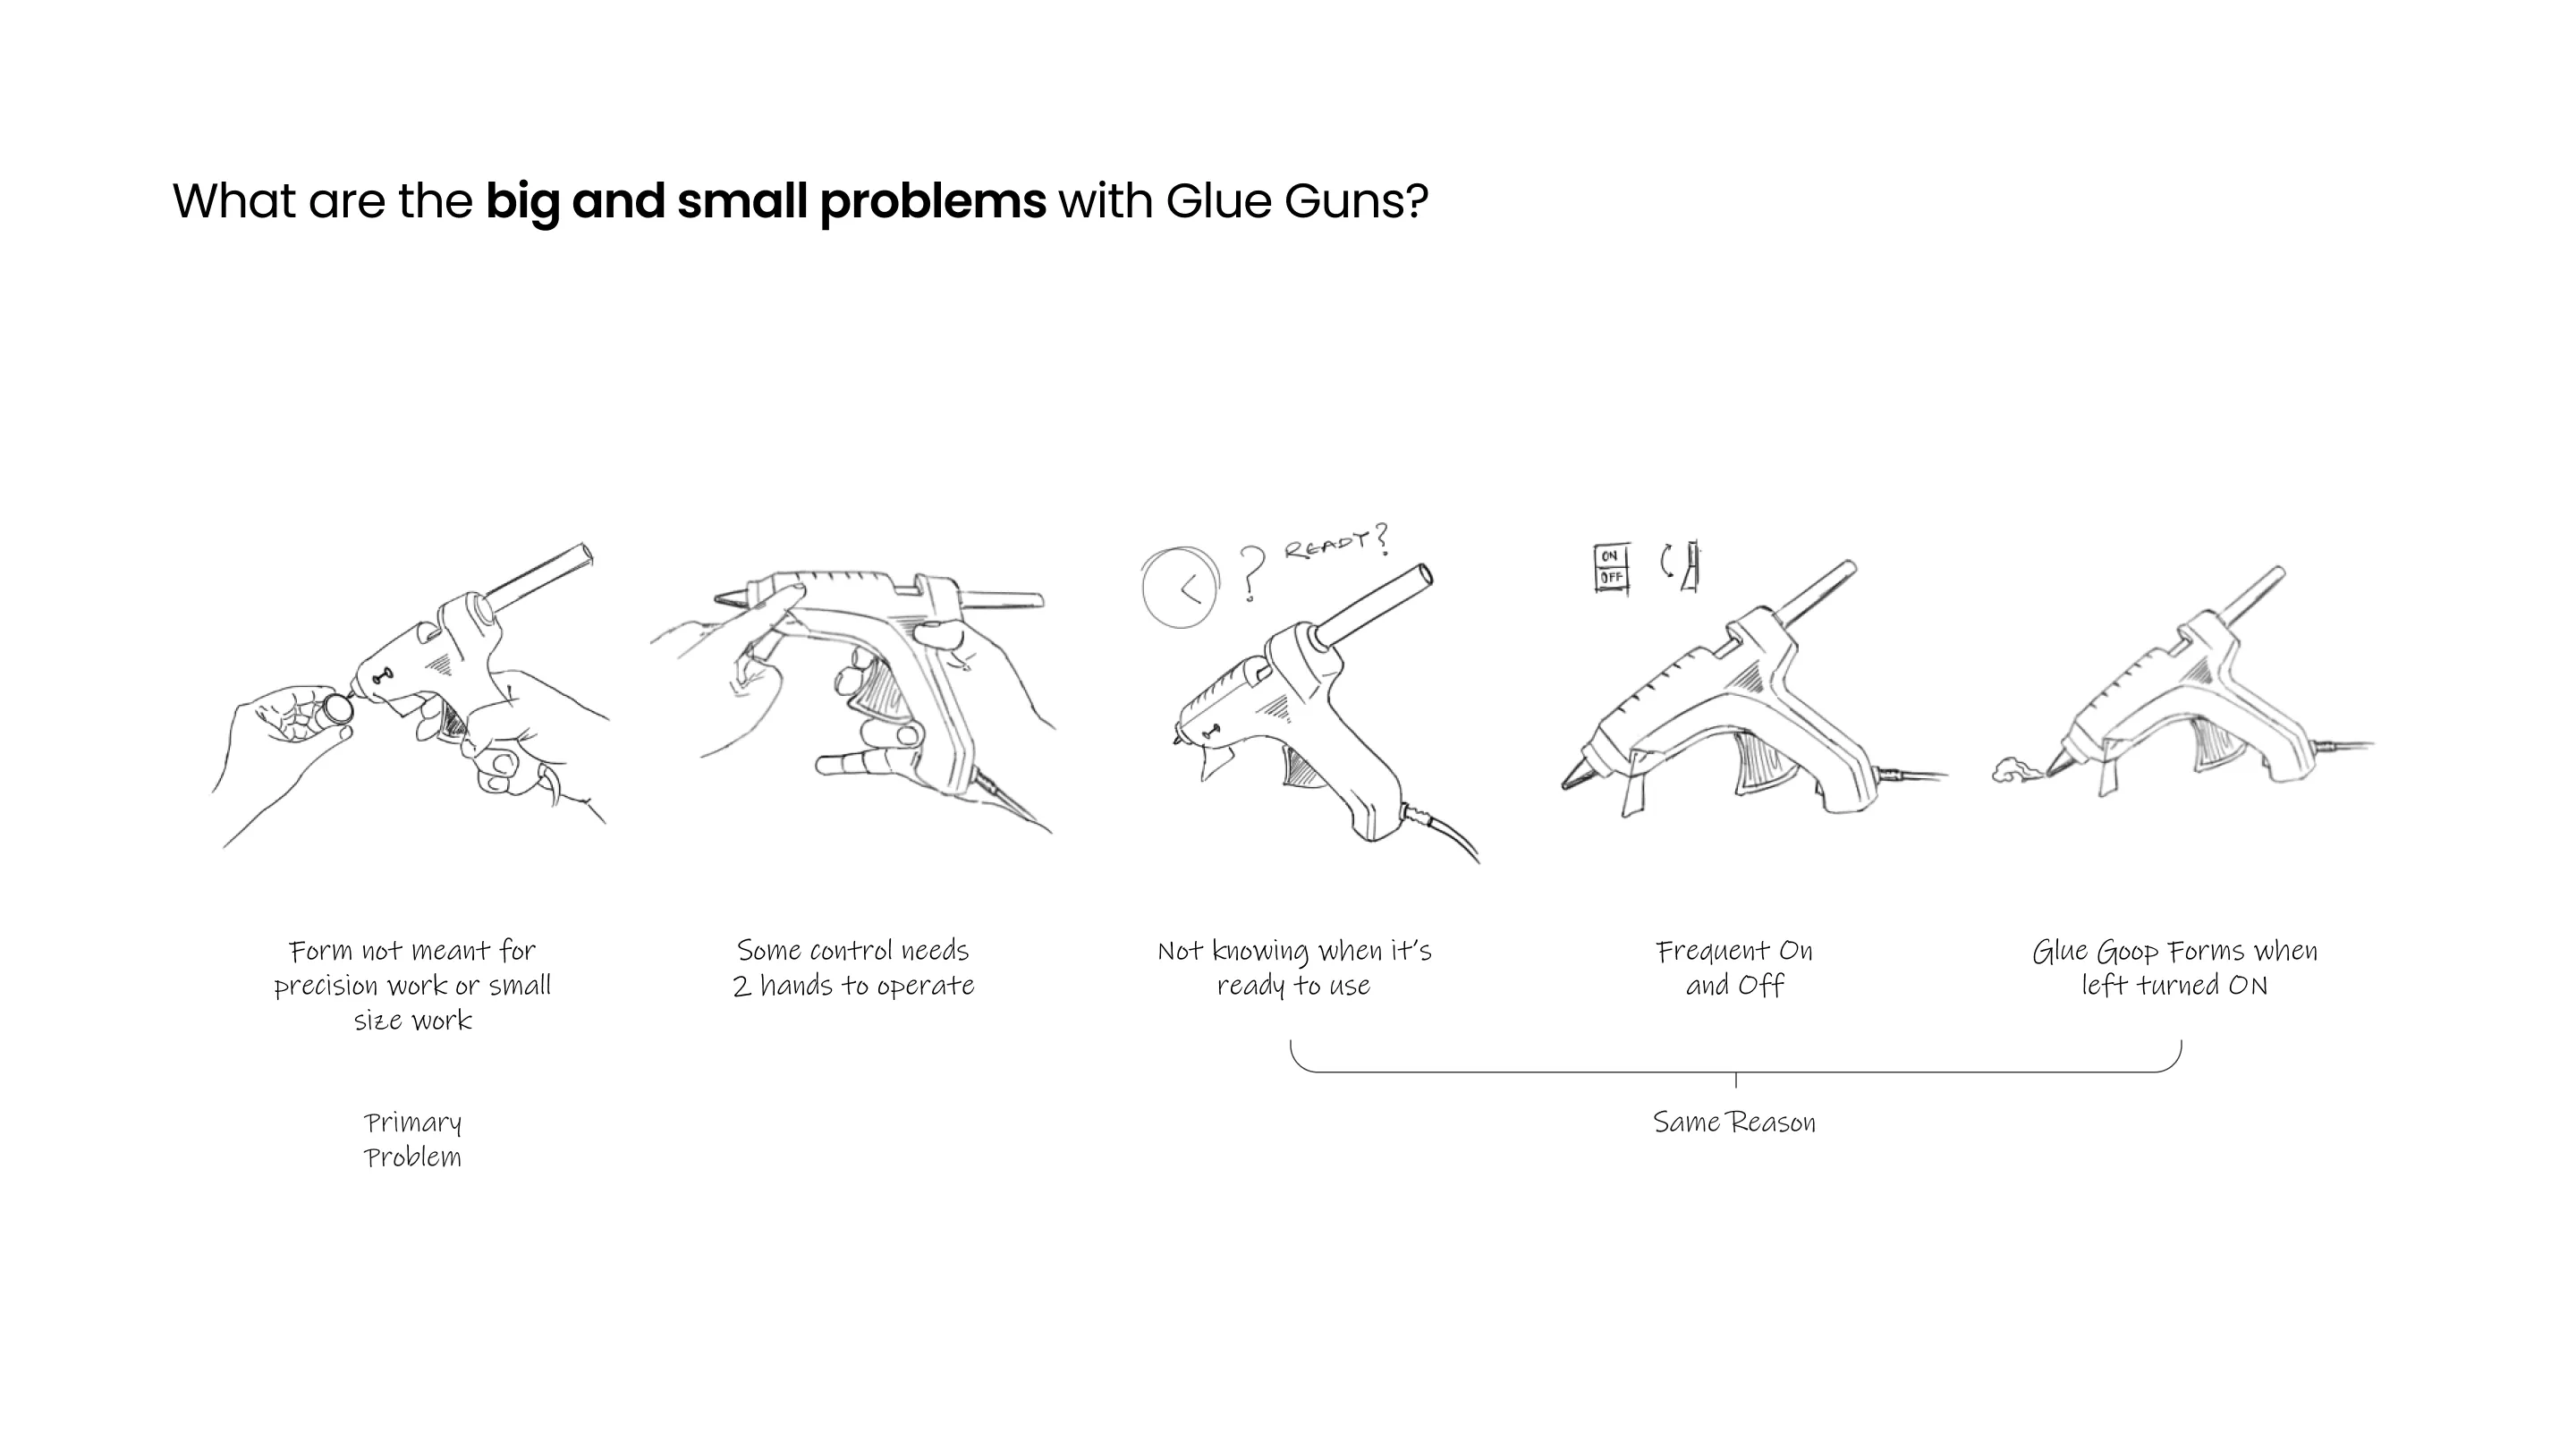 What are the big and small problems with Glue Guns?
READY?
?
ON
OFF
Form not meant for
precision work or small
size work
Some control needs
2 hands to operate
Not knowing when it's
ready to use
Frequent On
and Off
Glue Goop Forms when
left turned ON
Primary
Problem
Same Reason